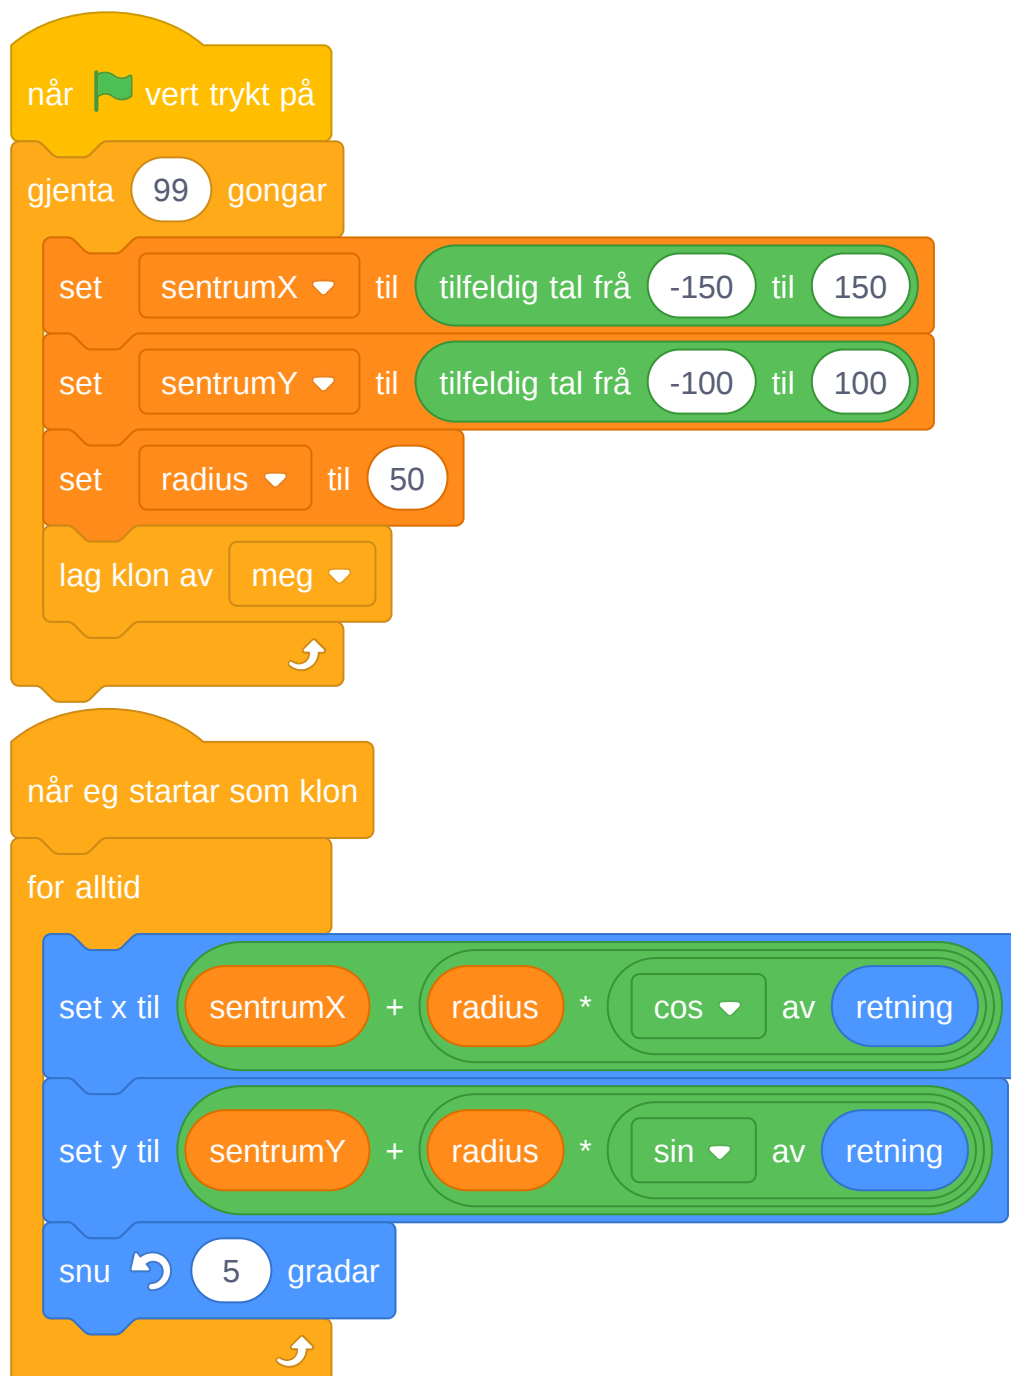 når vert trykt på
gjenta 99 gongar
set sentrumX til tilfeldig tal frå -150 til 150
set sentrumY til tilfeldig tal frå -100 til 100
set radius til 50
lag klon av meg
når eg startar som klon
for alltid
set x til sentrumX + radius * cos av retning
set y til sentrumY + radius * sin av retning
snu 5 gradar